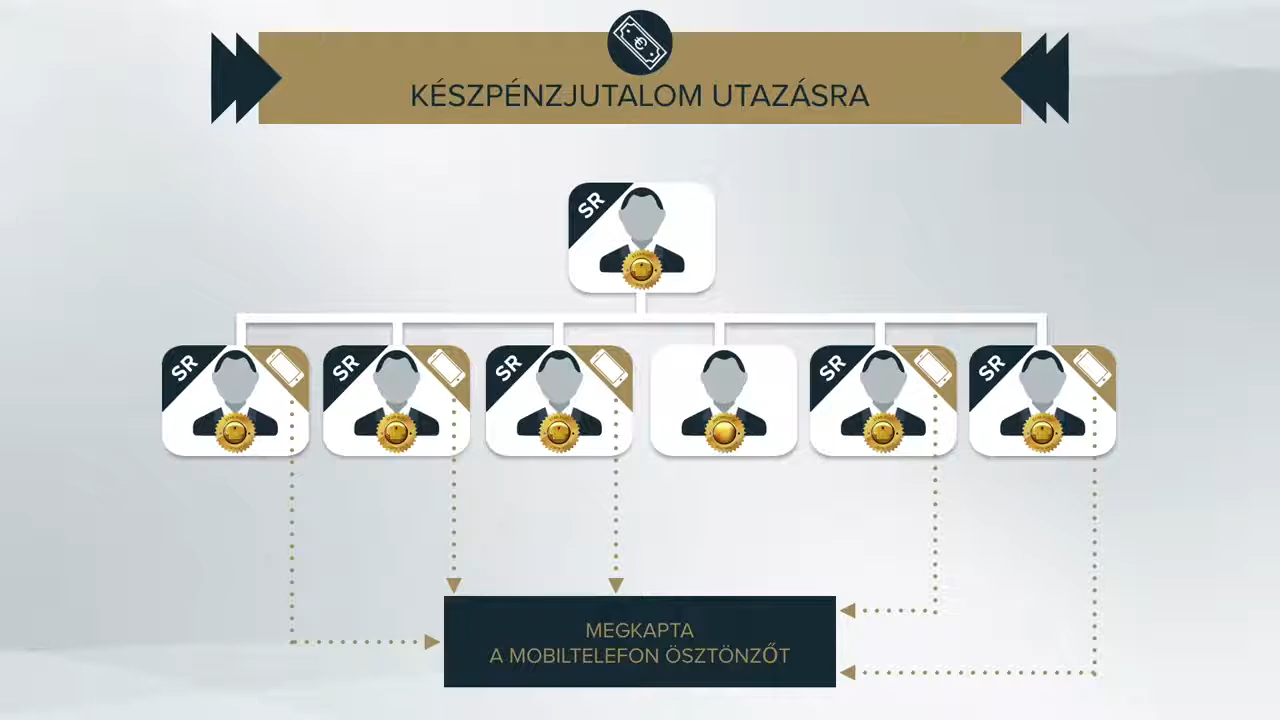 KÉSZPÉNZJUTALOM UTAZÁSRA
SR
SR
SR
SR
SR
SR
MEGKAPTA
A MOBILTELEFON ÖSZTÖNZŐT